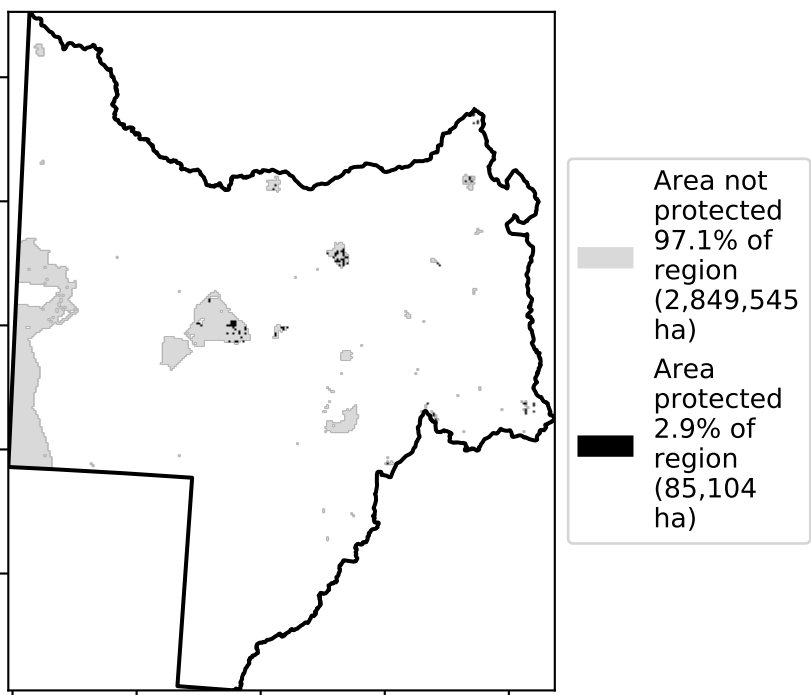 Area not
protected
97.1% of
region
(2,849,545
ha)
Area
protected
2.9% of
region
(85,104
ha)